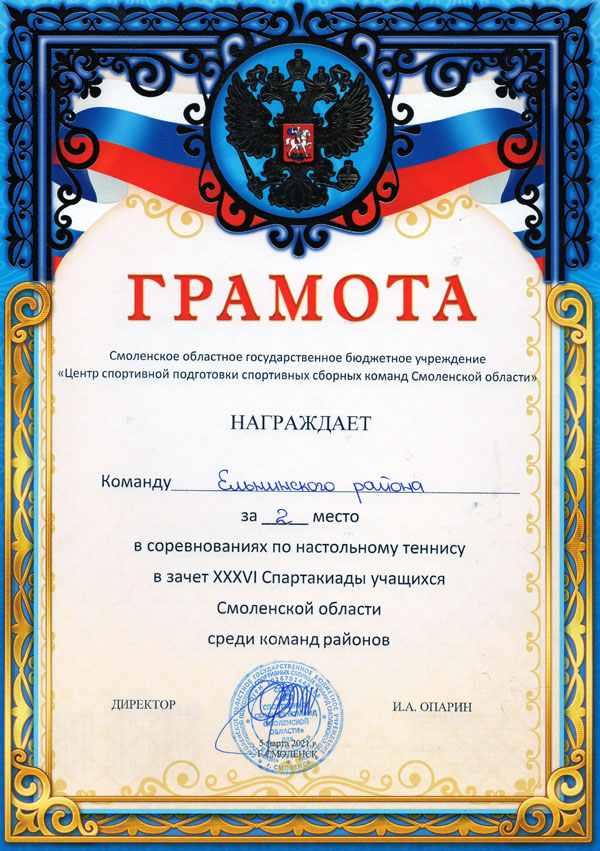 ГРАМОТА
Смоленское областное государственное бюджетное учреждение
«Центр спортивной подготовки спортивных сборных команд Смоленской области»
НАГРАЖДАЕТ
Команду Ельнинского района
за 2 место
в соревнованиях по настольному теннису
в зачет XXXVI Спартакиады учащихся
Смоленской области
среди команд районов
ДИРЕКТОР И.А. ОПАРИН
5 марта 2021 г.
Г. СМОЛЕНСК